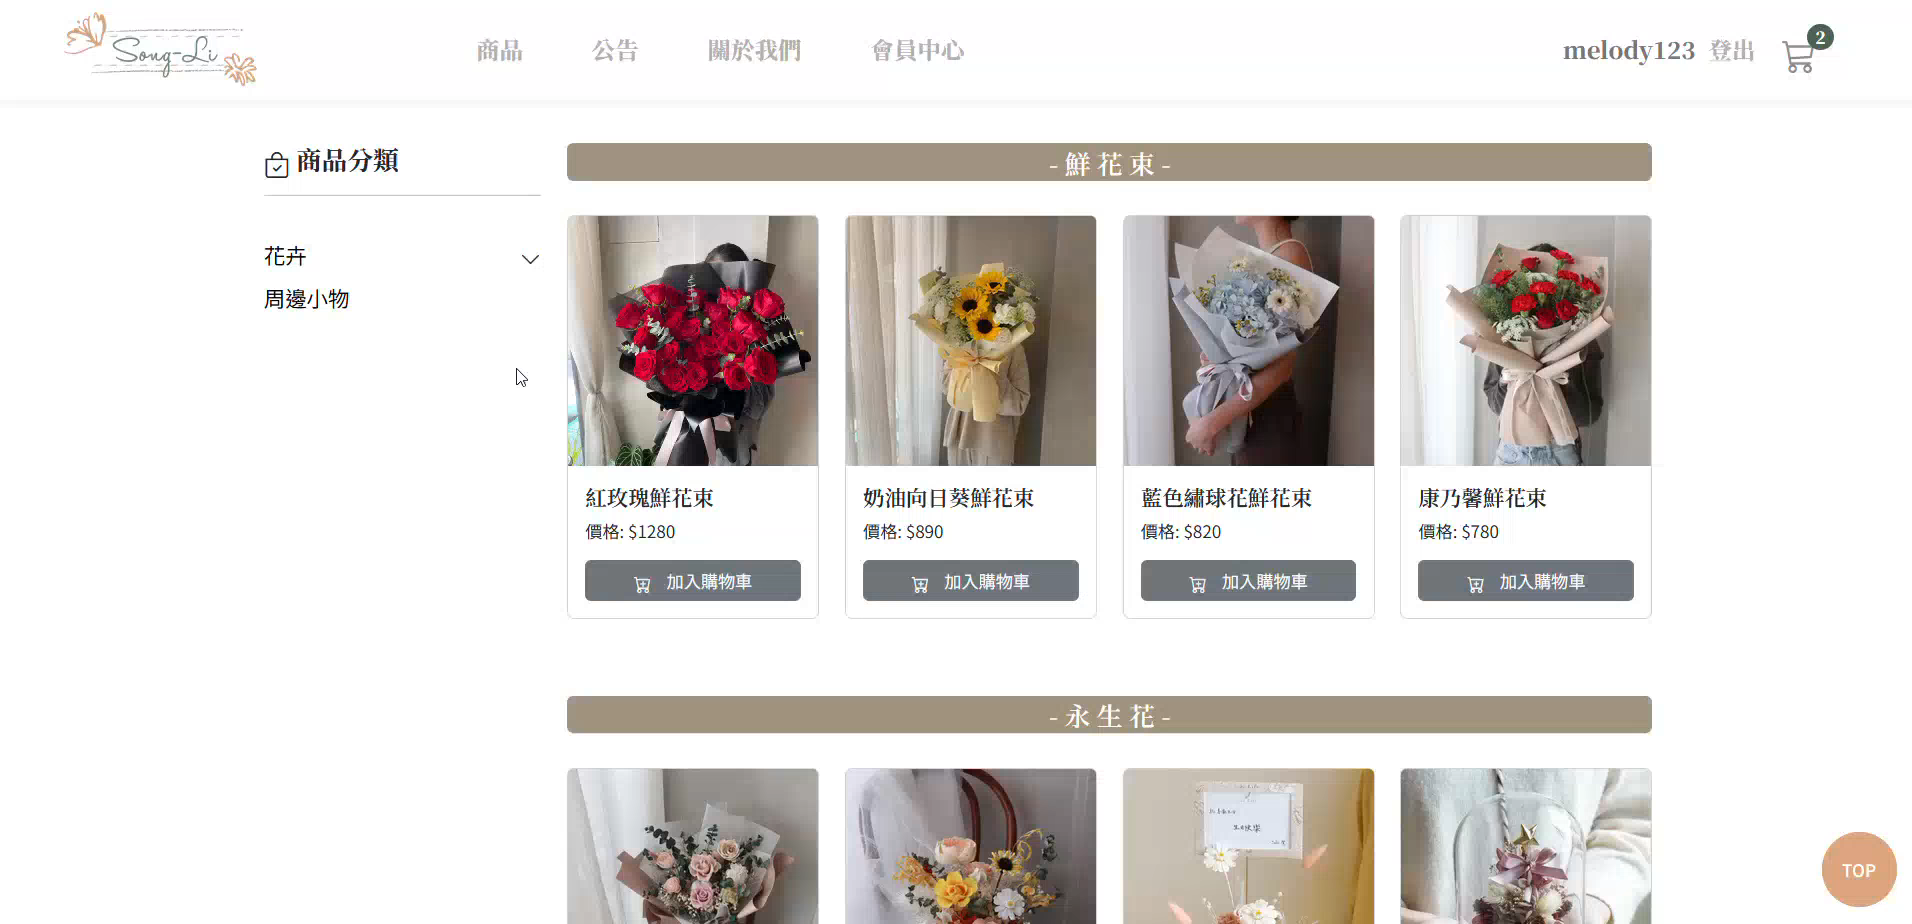 Song-Li
商品
公告
關於我們
會員中心
melody123
登出
2
商品分類
花卉
周邊小物
- 鮮 花 束 -
紅玫瑰鮮花束
價格: $1280
加入購物車
奶油向日葵鮮花束
價格: $890
加入購物車
藍色繡球花鮮花束
價格: $820
加入購物車
康乃馨鮮花束
價格: $780
加入購物車
- 永 生 花 -
TOP